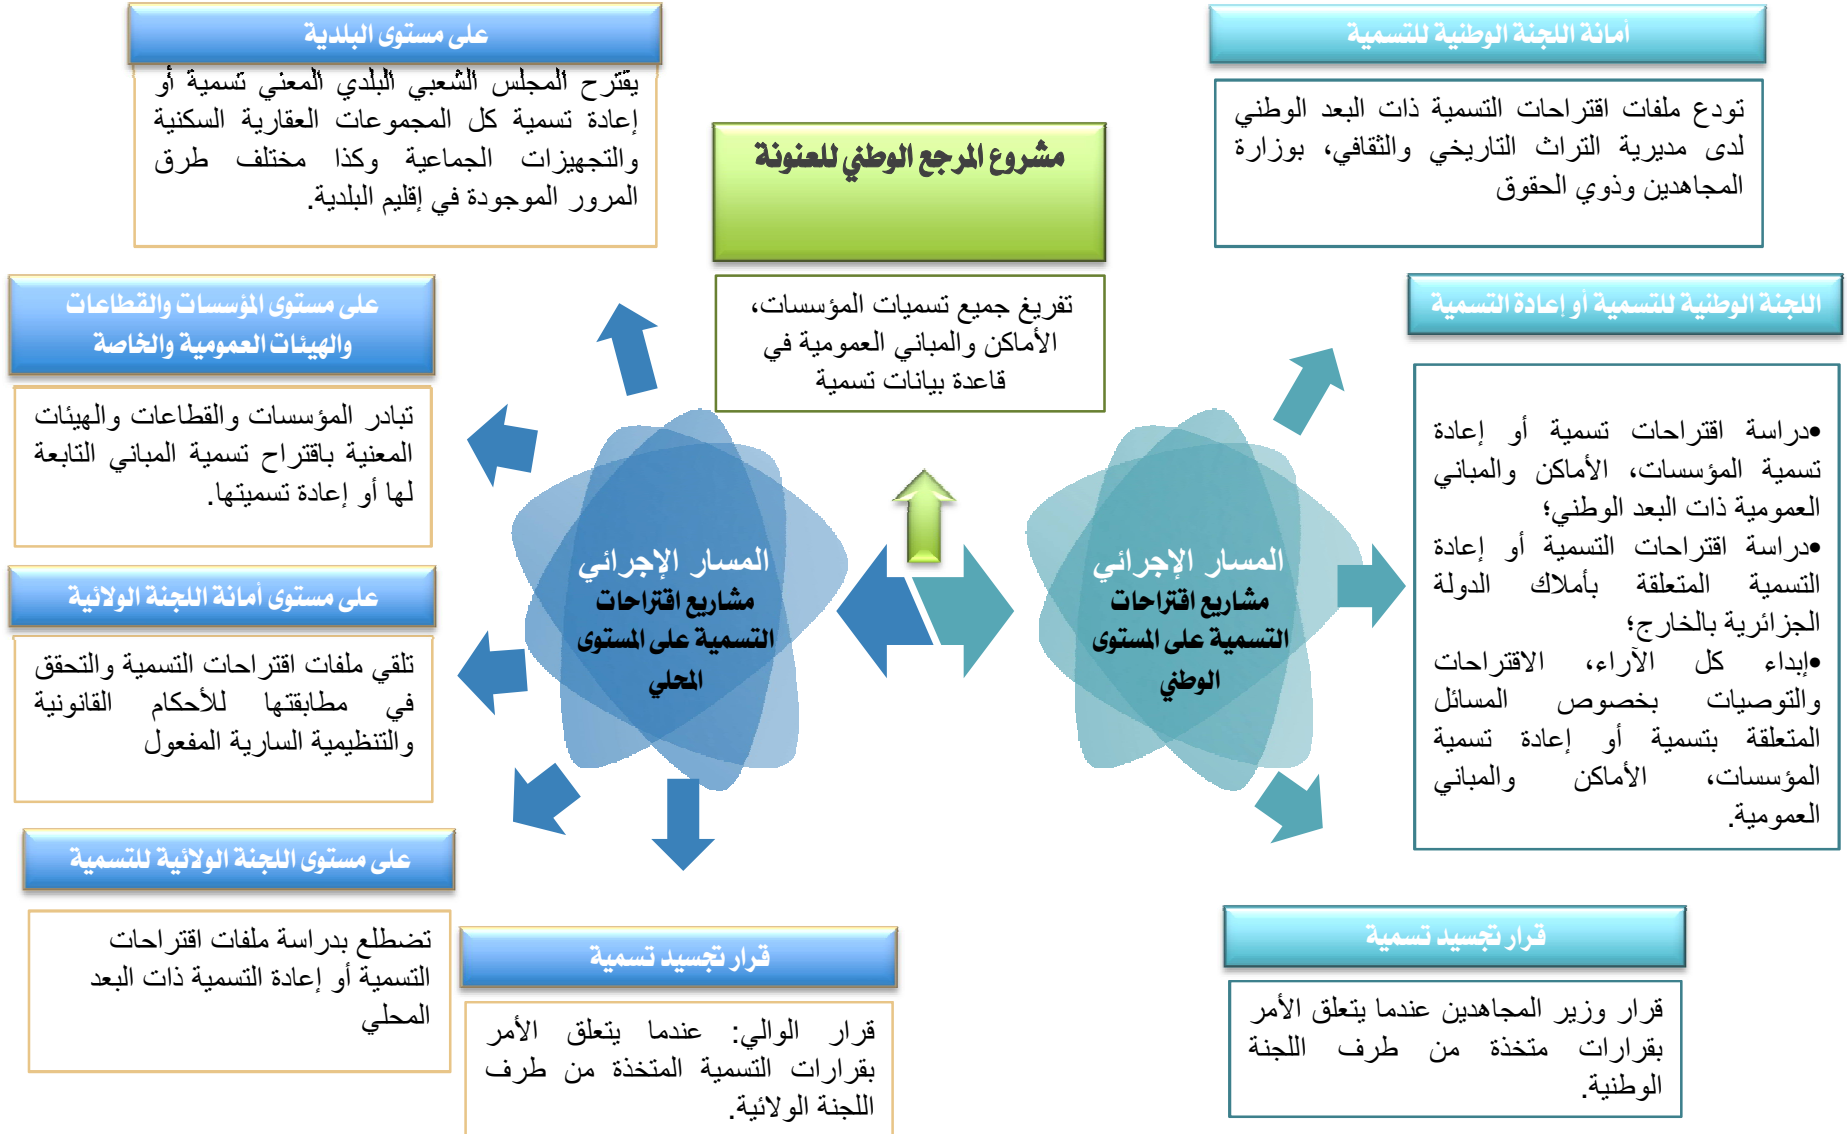 أمانة اللجنة الوطنية للتسمية
تودع ملفات اقتراحات التسمية ذات البعد الوطني
لدى مديرية التراث التاريخي والثقافي، بوزارة
المجاهدين وذوي الحقوق
اللجنة الوطنية للتسمية أو إعادة التسمية
•دراسة اقتراحات تسمية أو إعادة
تسمية المؤسسات، الأماكن والمباني
العمومية ذات البعد الوطني؛
•دراسة اقتراحات التسمية أو إعادة
التسمية المتعلقة بأملاك الدولة
الجزائرية بالخارج؛
•إبداء كل الآراء، الاقتراحات
والتوصيات بخصوص المسائل
المتعلقة بتسمية أو إعادة تسمية
المؤسسات، الأماكن والمباني
العمومية.
قرار تجسيد تسمية
قرار وزير المجاهدين عندما يتعلق الأمر
بقرارات متخذة من طرف اللجنة
الوطنية.
المسار الإجرائي
مشاريع اقتراحات
التسمية على المستوى
الوطني
مشروع المرجع الوطني للعنونة
تفريغ جميع تسميات المؤسسات،
الأماكن والمباني العمومية في
قاعدة بيانات تسمية
المسار الإجرائي
مشاريع اقتراحات
التسمية على المستوى
المحلي
على مستوى البلدية
يقترح المجلس الشعبي البلدي المعني تسمية أو
إعادة تسمية كل المجموعات العقارية السكنية
والتجهيزات الجماعية وكذا مختلف طرق
المرور الموجودة في إقليم البلدية.
على مستوى المؤسسات والقطاعات
والهيئات العمومية والخاصة
تبادر المؤسسات والقطاعات والهيئات
المعنية باقتراح تسمية المباني التابعة
لها أو إعادة تسميتها.
على مستوى أمانة اللجنة الولائية
تلقي ملفات اقتراحات التسمية والتحقق
في مطابقتها للأحكام القانونية
والتنظيمية السارية المفعول
على مستوى اللجنة الولائية للتسمية
تضطلع بدراسة ملفات اقتراحات
التسمية أو إعادة التسمية ذات البعد
المحلي
قرار تجسيد تسمية
قرار الوالي: عندما يتعلق الأمر
بقرارات التسمية المتخذة من طرف
اللجنة الولائية.